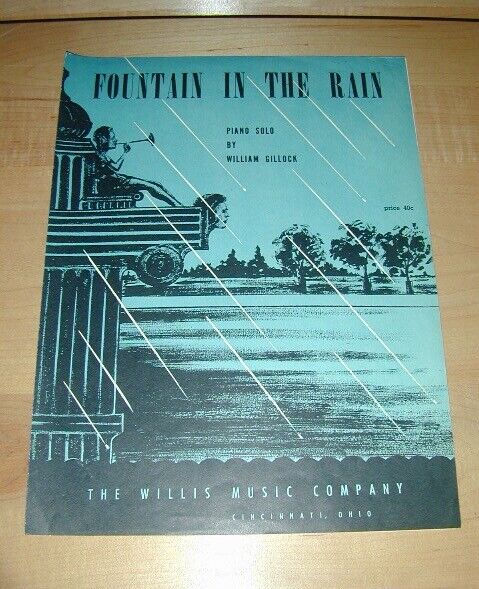 FOUNTAIN IN THE RAIN
PIANO SOLO
BY
WILLIAM GILLOCK
price 40c
THE WILLIS MUSIC COMPANY
CINCINNATI, OHIO